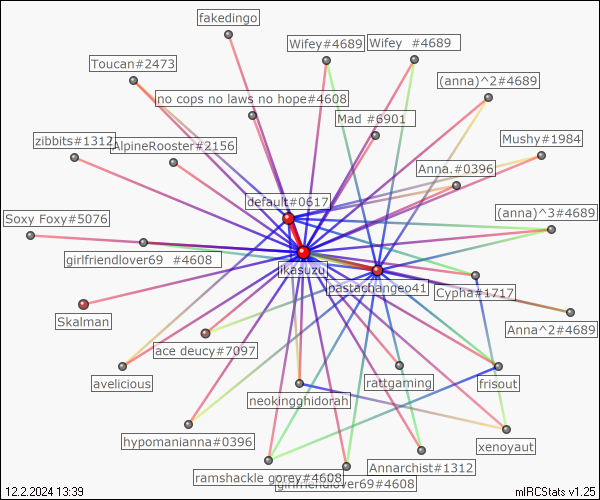 fakedingo
Wifey#4689
Wifey #4689
Toucan#2473
(anna)^2#4689
no cops no laws no hope#4608
Mad #6901
zibbits#1312
AlpineRooster#2156
Mushy#1984
Anna.#0396
default#0617
Soxy Foxy#5076
(anna)^3#4689
girlfriendlover69 #4608
ikasuzu
pastachangeo41
Cypha#1717
Skalman
Anna^2#4689
ace deucy#7097
avelicious
rattgaming
frisout
neokingghidorah
hypomanianna#0396
xenoyaut
Annarchist#1312
ramshackle gorey#4608
girlfriendlover69#4608
12.2.2024 13:39
mIRCStats v1.25